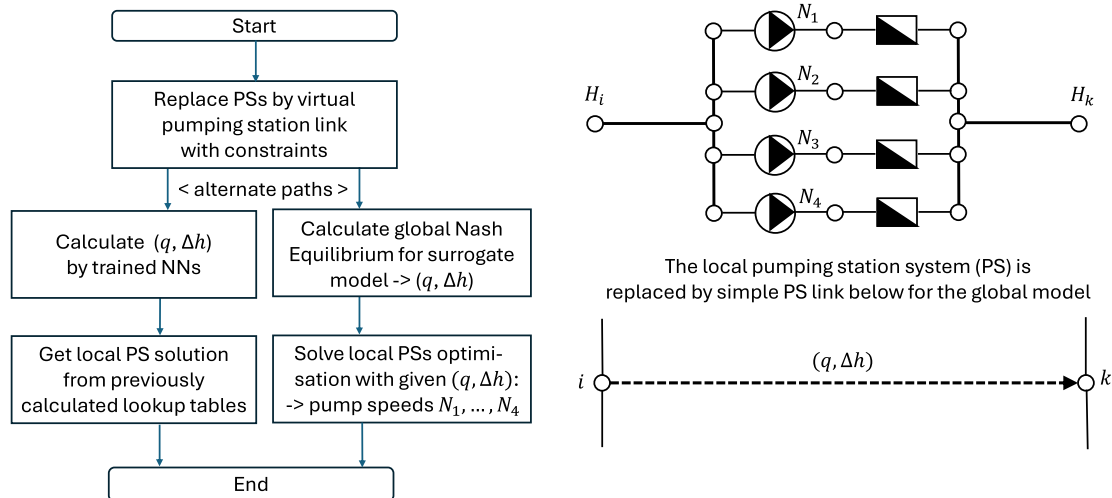 Start
Replace PSs by virtual
pumping station link
with constraints
< alternate paths >
Calculate (q, Δh)
by trained NNs
Calculate global Nash
Equilibrium for surrogate
model -> (q, Δh)
Get local PS solution
from previously
calculated lookup tables
Solve local PSs optimi-
sation with given (q, Δh):
-> pump speeds N₁, … , N₄
End
N₁
N₂
Hᵢ
Hₖ
N₃
N₄
The local pumping station system (PS) is
replaced by simple PS link below for the global model
(q, Δh)
i
k